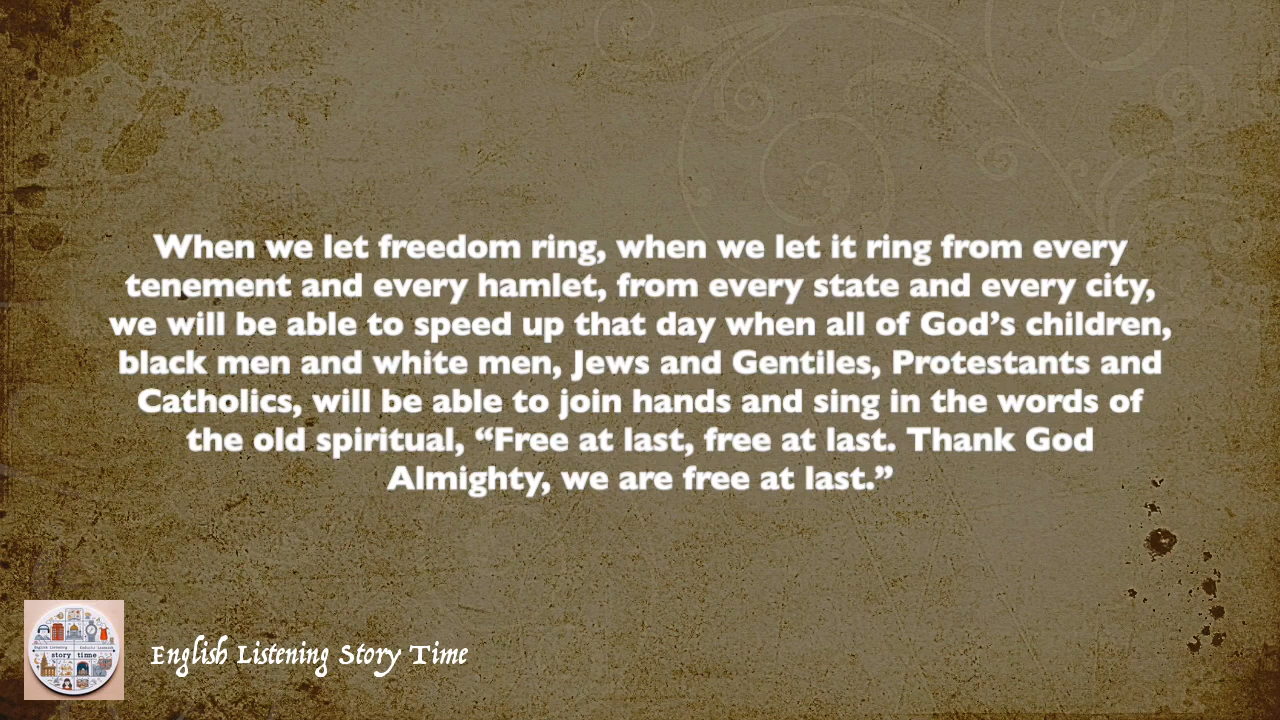 When we let freedom ring, when we let it ring from every
tenement and every hamlet, from every state and every city,
we will be able to speed up that day when all of God’s children,
black men and white men, Jews and Gentiles, Protestants and
Catholics, will be able to join hands and sing in the words of
the old spiritual, “Free at last, free at last. Thank God
Almighty, we are free at last.”
English Listening Story Time
story time